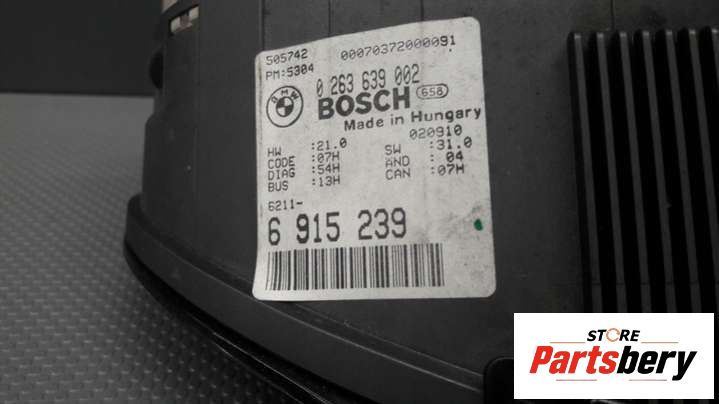 505742 00070372000091
PM:5304
BMW
0 263 639 002
BOSCH 658
Made in Hungary
020910
HW :21.0 SW :31.0
CODE :07H AND : 04
DIAG :54H CAN :07H
BUS :13H
6211-
6 915 239
STORE
Partsbery